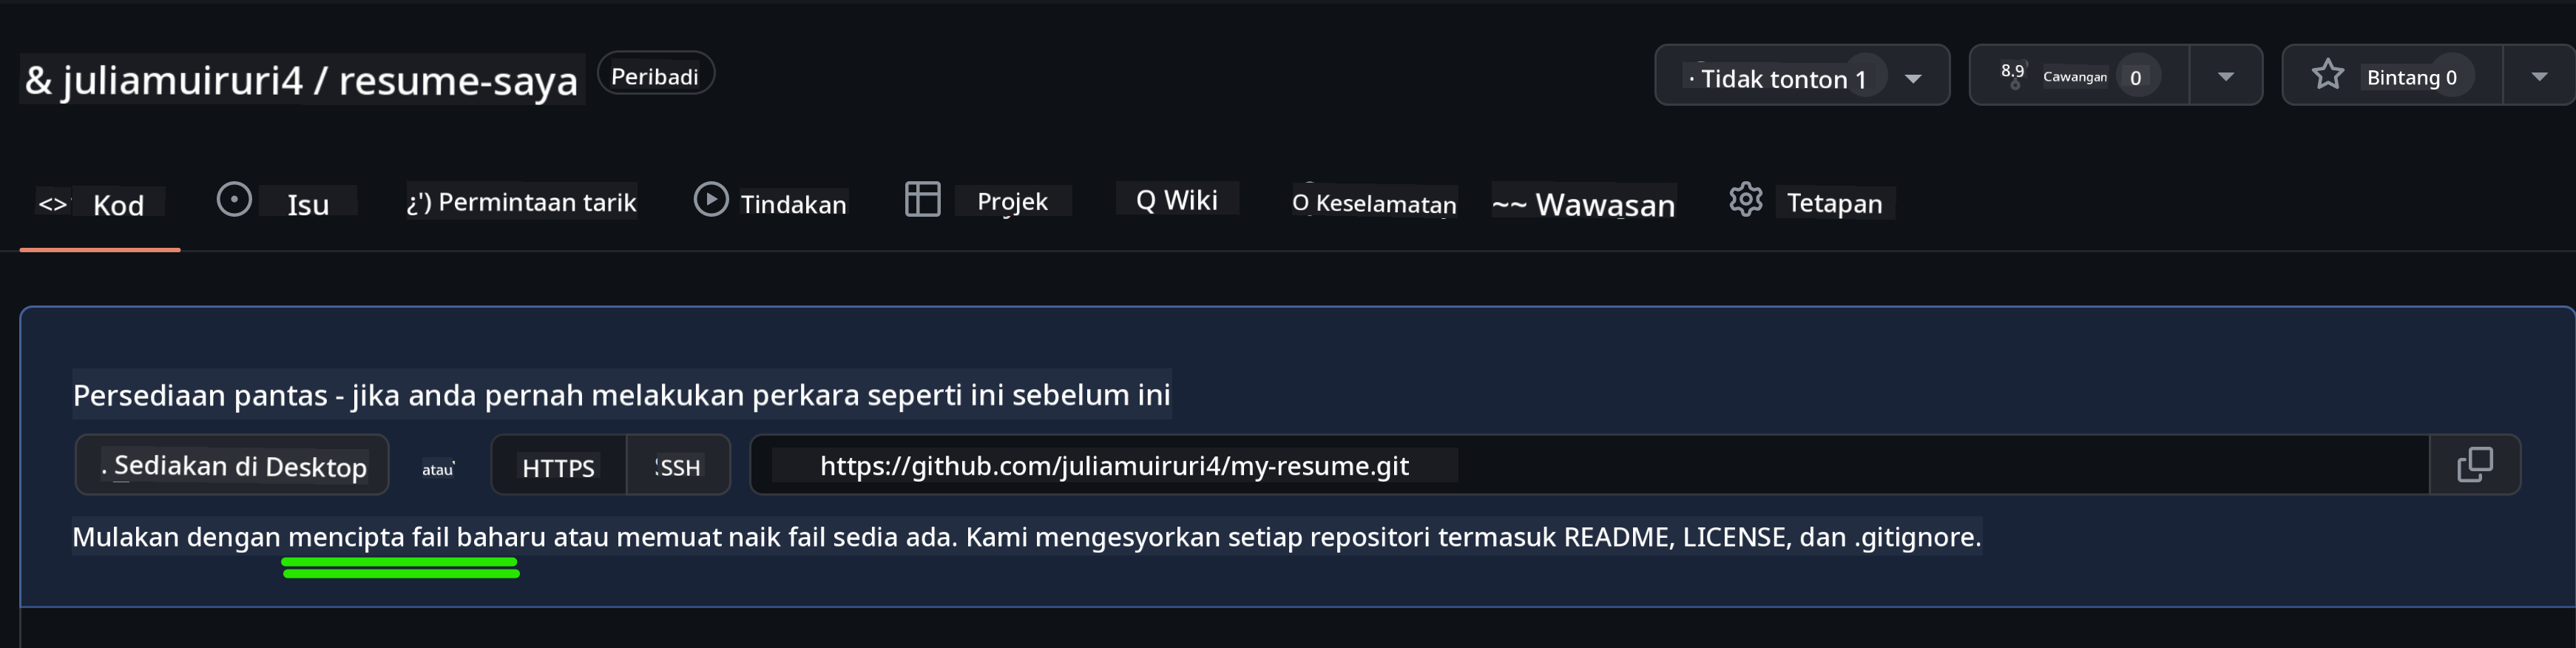 & juliamuiruri4 / resume-saya Peribadi
· Tidak tonton 1
8.9 Cawangan 0
Bintang 0
<> Kod
Isu
¿') Permintaan tarik
Tindakan
Projek
Q Wiki
O Keselamatan
~~ Wawasan
Tetapan
Persediaan pantas - jika anda pernah melakukan perkara seperti ini sebelum ini
. Sediakan di Desktop
atau
HTTPS
SSH
https://github.com/juliamuiruri4/my-resume.git
Mulakan dengan mencipta fail baharu atau memuat naik fail sedia ada. Kami mengesyorkan setiap repositori termasuk README, LICENSE, dan .gitignore.